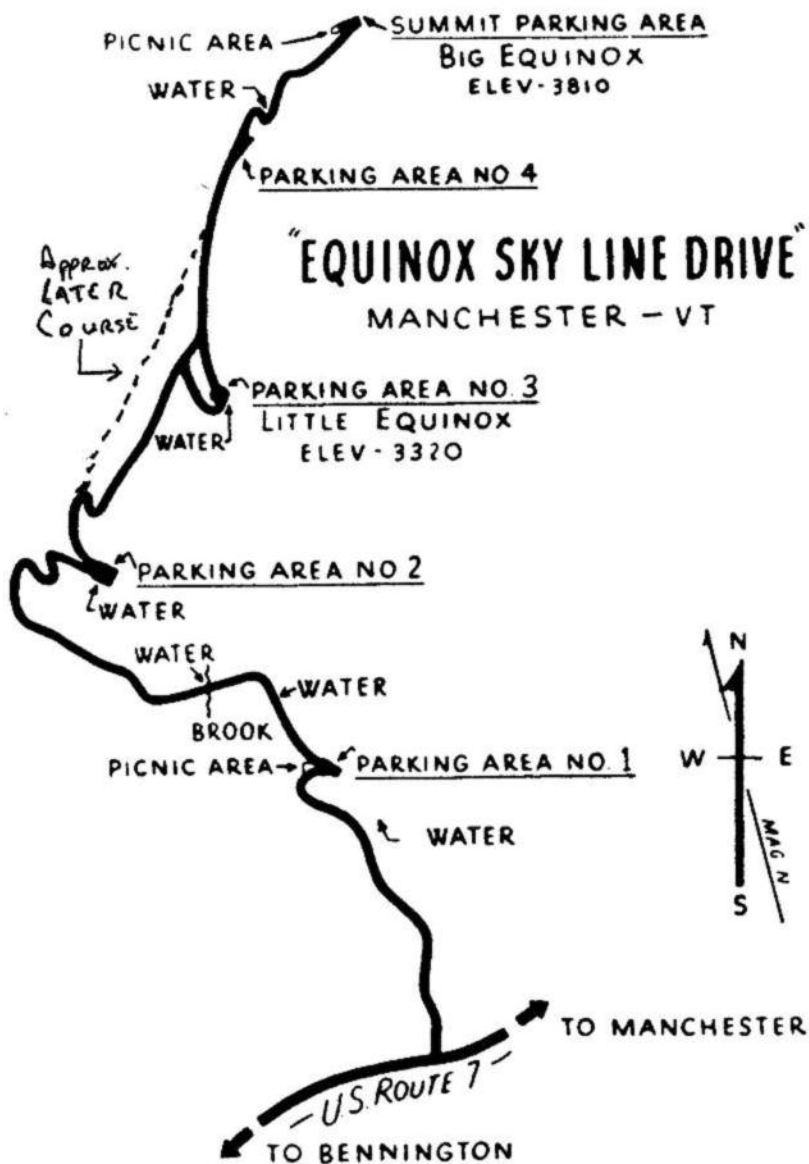 PICNIC AREA
SUMMIT PARKING AREA
BIG EQUINOX
ELEV-3810
WATER
PARKING AREA NO 4
"EQUINOX SKY LINE DRIVE"
MANCHESTER - VT
APPROX.
LATER
COURSE
PARKING AREA NO. 3
LITTLE EQUINOX
ELEV - 3320
WATER
PARKING AREA NO 2
WATER
WATER
WATER
BROOK
PICNIC AREA
PARKING AREA NO. 1
WATER
N
W
E
S
MAG N
TO MANCHESTER
U.S. ROUTE 7
TO BENNINGTON